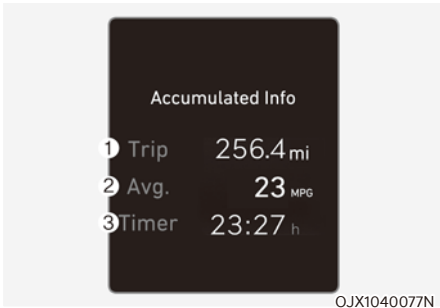 Accumulated Info
1 Trip 256.4 mi
2 Avg. 23 MPG
3 Timer 23:27 h
OJX1040077N